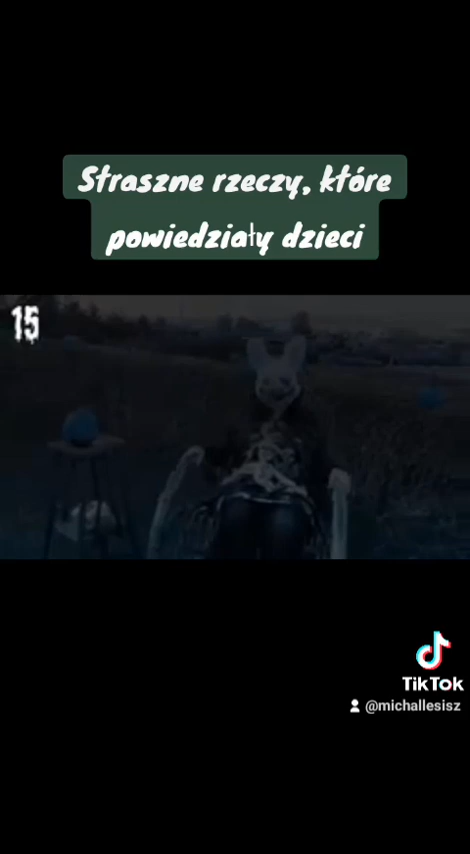 Straszne rzeczy, które
powiedziały dzieci
15
TikTok
@michallesisz